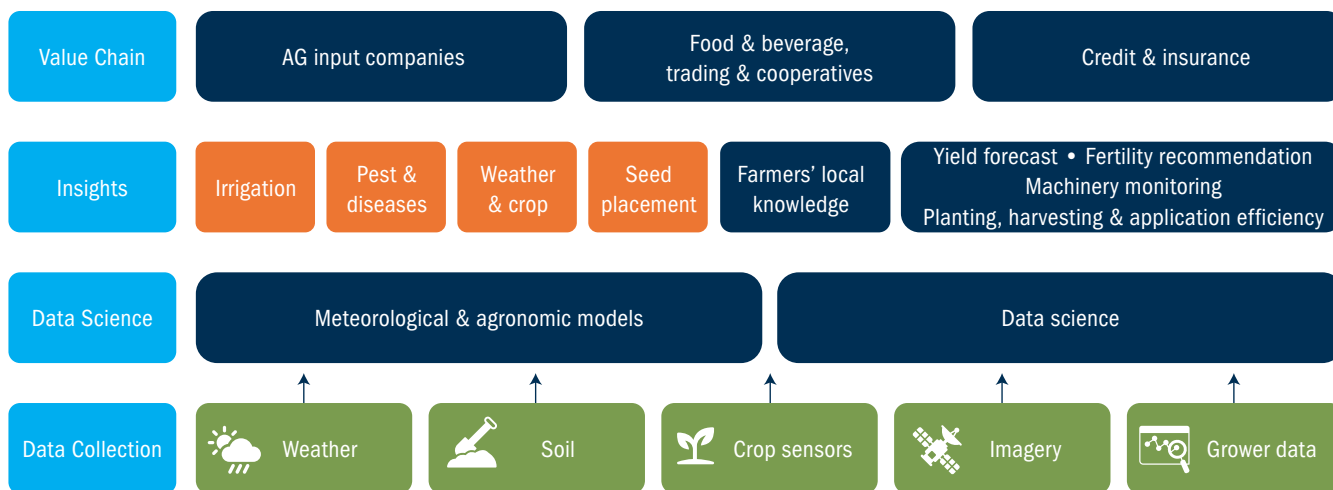 Value Chain
AG input companies
Food & beverage,
trading & cooperatives
Credit & insurance
Insights
Irrigation
Pest &
diseases
Weather
& crop
Seed
placement
Farmers’ local
knowledge
Yield forecast • Fertility recommendation
Machinery monitoring
Planting, harvesting & application efficiency
Data Science
Meteorological & agronomic models
Data science
Data Collection
Weather
Soil
Crop sensors
Imagery
Grower data